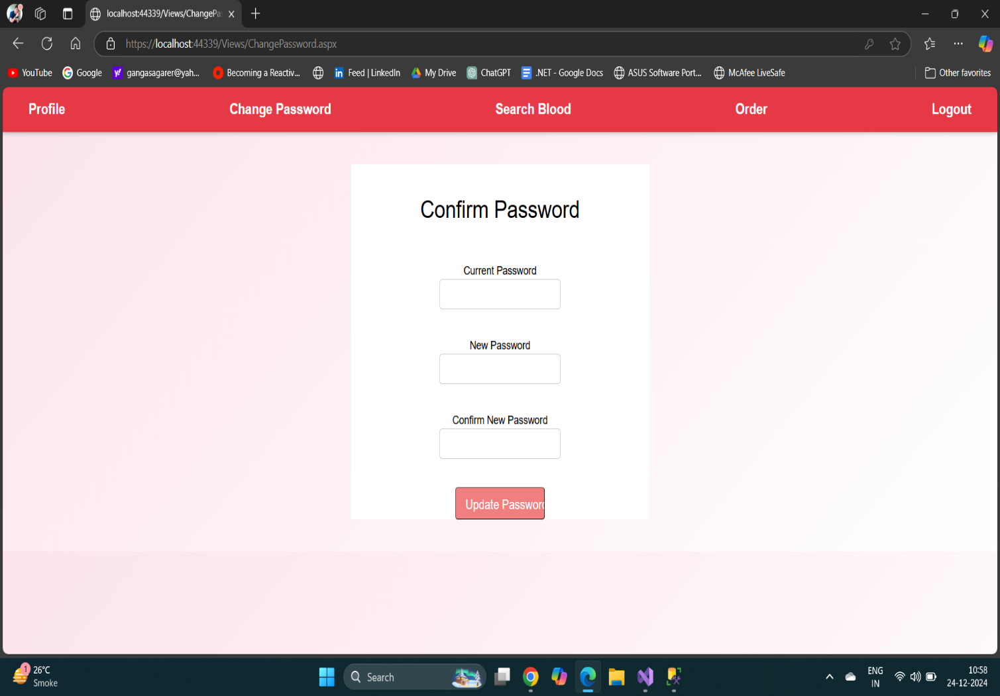 localhost:44339/Views/ChangePa
https://localhost:44339/Views/ChangePassword.aspx
YouTube Google gangasagarer@yah... Becoming a Reactiv... Feed | LinkedIn My Drive ChatGPT .NET - Google Docs ASUS Software Port... McAfee LiveSafe Other favorites
Profile Change Password Search Blood Order Logout
Confirm Password
Current Password
New Password
Confirm New Password
Update Password
1 26°C
Smoke
Search
ENG
IN
10:58
24-12-2024